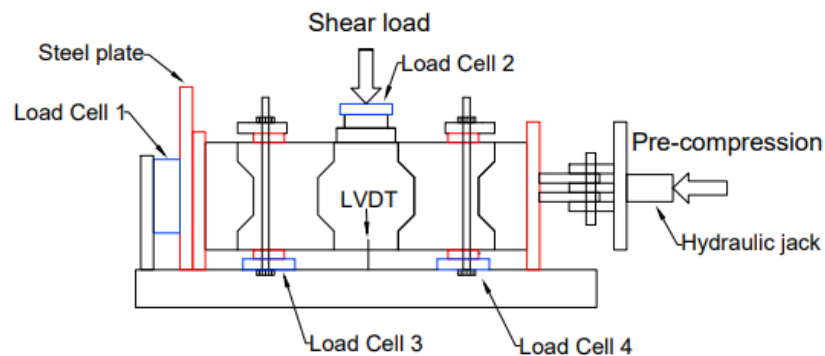 Shear load
Steel plate
Load Cell 2
Load Cell 1
Pre-compression
LVDT
Hydraulic jack
Load Cell 3
Load Cell 4